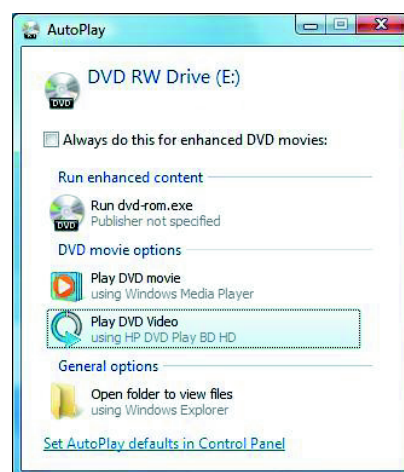 AutoPlay
DVD RW Drive (E:)
DVD
Always do this for enhanced DVD movies:
Run enhanced content
Run dvd-rom.exe
Publisher not specified
DVD
DVD movie options
Play DVD movie
using Windows Media Player
Play DVD Video
using HP DVD Play BD HD
General options
Open folder to view files
using Windows Explorer
Set AutoPlay defaults in Control Panel